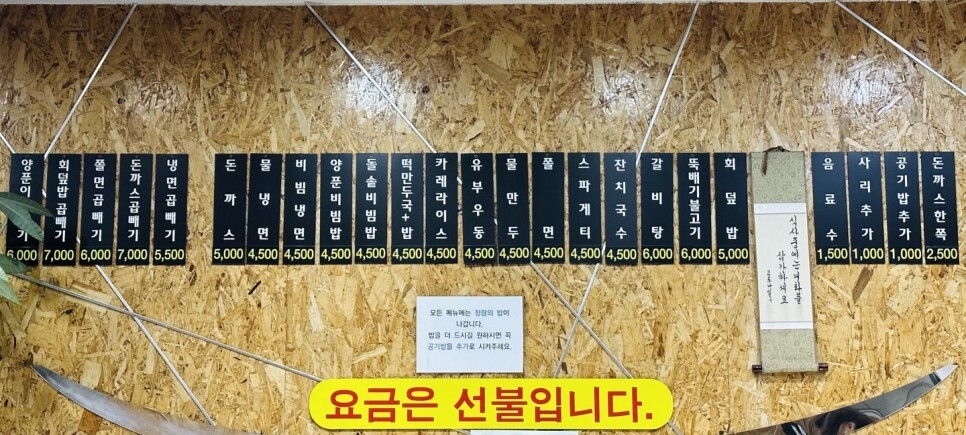 회덮밥곱빼기 7,000
쫄면곱빼기 6,000
돈까스곱빼기 7,000
냉면곱빼기 5,500
돈까스 5,000
물냉면 4,500
비빔냉면 4,500
양푼비빔밥 4,500
돌솥비빔밥 4,500
떡만두국+밥 4,500
카레라이스 4,500
유부우동 4,500
물만두 4,500
쫄면 4,500
스파게티 4,500
잔치국수 4,500
갈비탕 6,000
뚝배기불고기 6,000
회덮밥 5,000
음료수 1,500
사리추가 1,000
공기밥추가 1,000
돈까스한쪽 2,500
모든 메뉴에는 정량의 밥이
나갑니다.
밥을 더 드시길 원하시면 꼭
공기밥을 추가로 시켜주세요.
요금은 선불입니다.